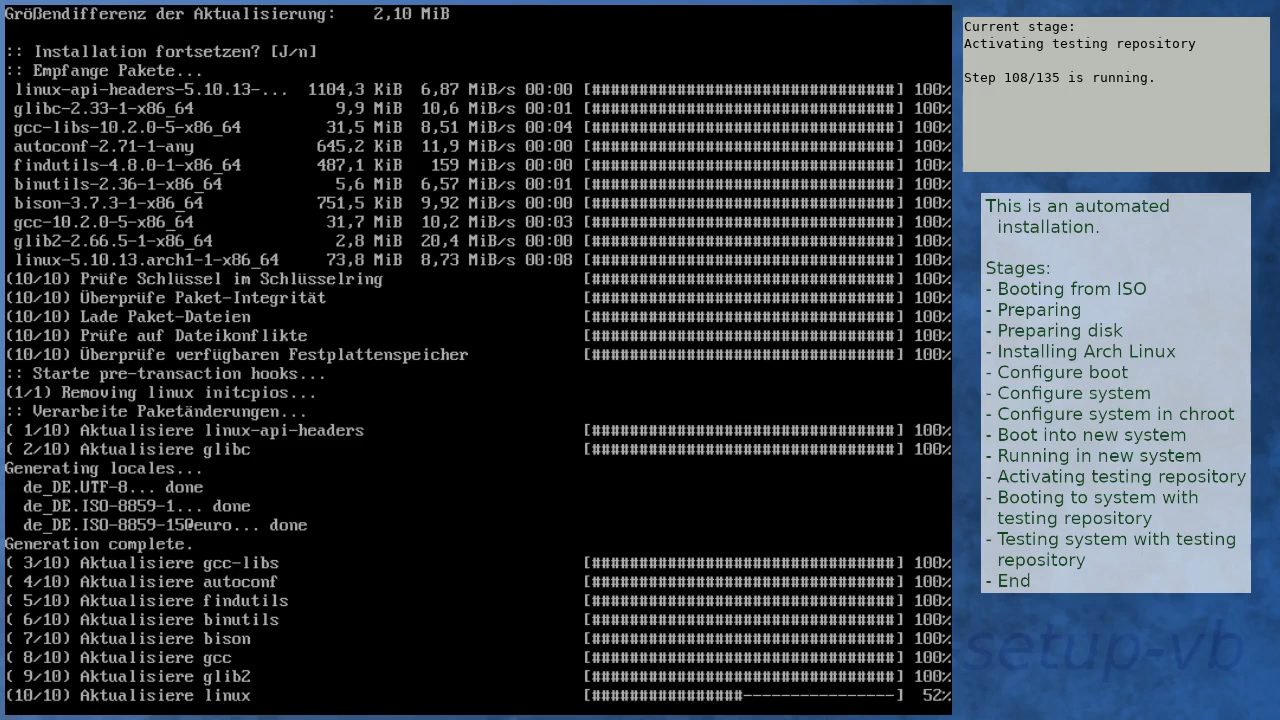 Größendifferenz der Aktualisierung:    2,10 MiB
:: Installation fortsetzen? [J/n]
:: Empfange Pakete...
linux-api-headers-5.10.13-...  1104,3 KiB  6,87 MiB/s 00:00 [################################] 100%
glibc-2.33-1-x86_64  9,9 MiB  10,6 MiB/s 00:01 [################################] 100%
gcc-libs-10.2.0-5-x86_64  31,5 MiB  8,51 MiB/s 00:04 [################################] 100%
autoconf-2.71-1-any  645,2 KiB  11,9 MiB/s 00:00 [################################] 100%
findutils-4.8.0-1-x86_64  487,1 KiB  159 MiB/s 00:00 [################################] 100%
binutils-2.36-1-x86_64  5,6 MiB  6,57 MiB/s 00:01 [################################] 100%
bison-3.7.3-1-x86_64  751,5 KiB  9,92 MiB/s 00:00 [################################] 100%
gcc-10.2.0-5-x86_64  31,7 MiB  10,2 MiB/s 00:03 [################################] 100%
glib2-2.66.5-1-x86_64  2,8 MiB  20,4 MiB/s 00:00 [################################] 100%
linux-5.10.13.arch1-1-x86_64  73,8 MiB  8,73 MiB/s 00:08 [################################] 100%
(10/10) Prüfe Schlüssel im Schlüsselring [################################] 100%
(10/10) Überprüfe Paket-Integrität [################################] 100%
(10/10) Lade Paket-Dateien [################################] 100%
(10/10) Prüfe auf Dateikonflikte [################################] 100%
(10/10) Überprüfe verfügbaren Festplattenspeicher [################################] 100%
:: Starte pre-transaction hooks...
(1/1) Removing linux initcpios...
:: Verarbeite Paketänderungen...
( 1/10) Aktualisiere linux-api-headers [################################] 100%
( 2/10) Aktualisiere glibc [################################] 100%
Generating locales...
de_DE.UTF-8... done
de_DE.ISO-8859-1... done
de_DE.ISO-8859-15@euro... done
Generation complete.
( 3/10) Aktualisiere gcc-libs [################################] 100%
( 4/10) Aktualisiere autoconf [################################] 100%
( 5/10) Aktualisiere findutils [################################] 100%
( 6/10) Aktualisiere binutils [################################] 100%
( 7/10) Aktualisiere bison [################################] 100%
( 8/10) Aktualisiere gcc [################################] 100%
( 9/10) Aktualisiere glib2 [################################] 100%
(10/10) Aktualisiere linux [################----------------] 52%
Current stage:
Activating testing repository
Step 108/135 is running.
This is an automated
installation.
Stages:
- Booting from ISO
- Preparing
- Preparing disk
- Installing Arch Linux
- Configure boot
- Configure system
- Configure system in chroot
- Boot into new system
- Running in new system
- Activating testing repository
- Booting to system with
testing repository
- Testing system with testing
repository
- End
setup-vb